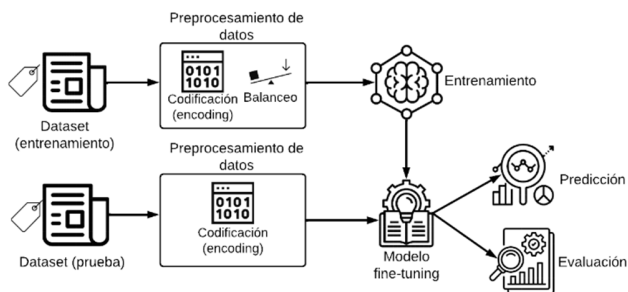 Preprocesamiento de
datos
0101
1010
Codificación
(encoding)
Balanceo
Dataset
(entrenamiento)
Entrenamiento
Preprocesamiento de
datos
0101
1010
Codificación
(encoding)
Dataset (prueba)
Modelo
fine-tuning
Predicción
Evaluación